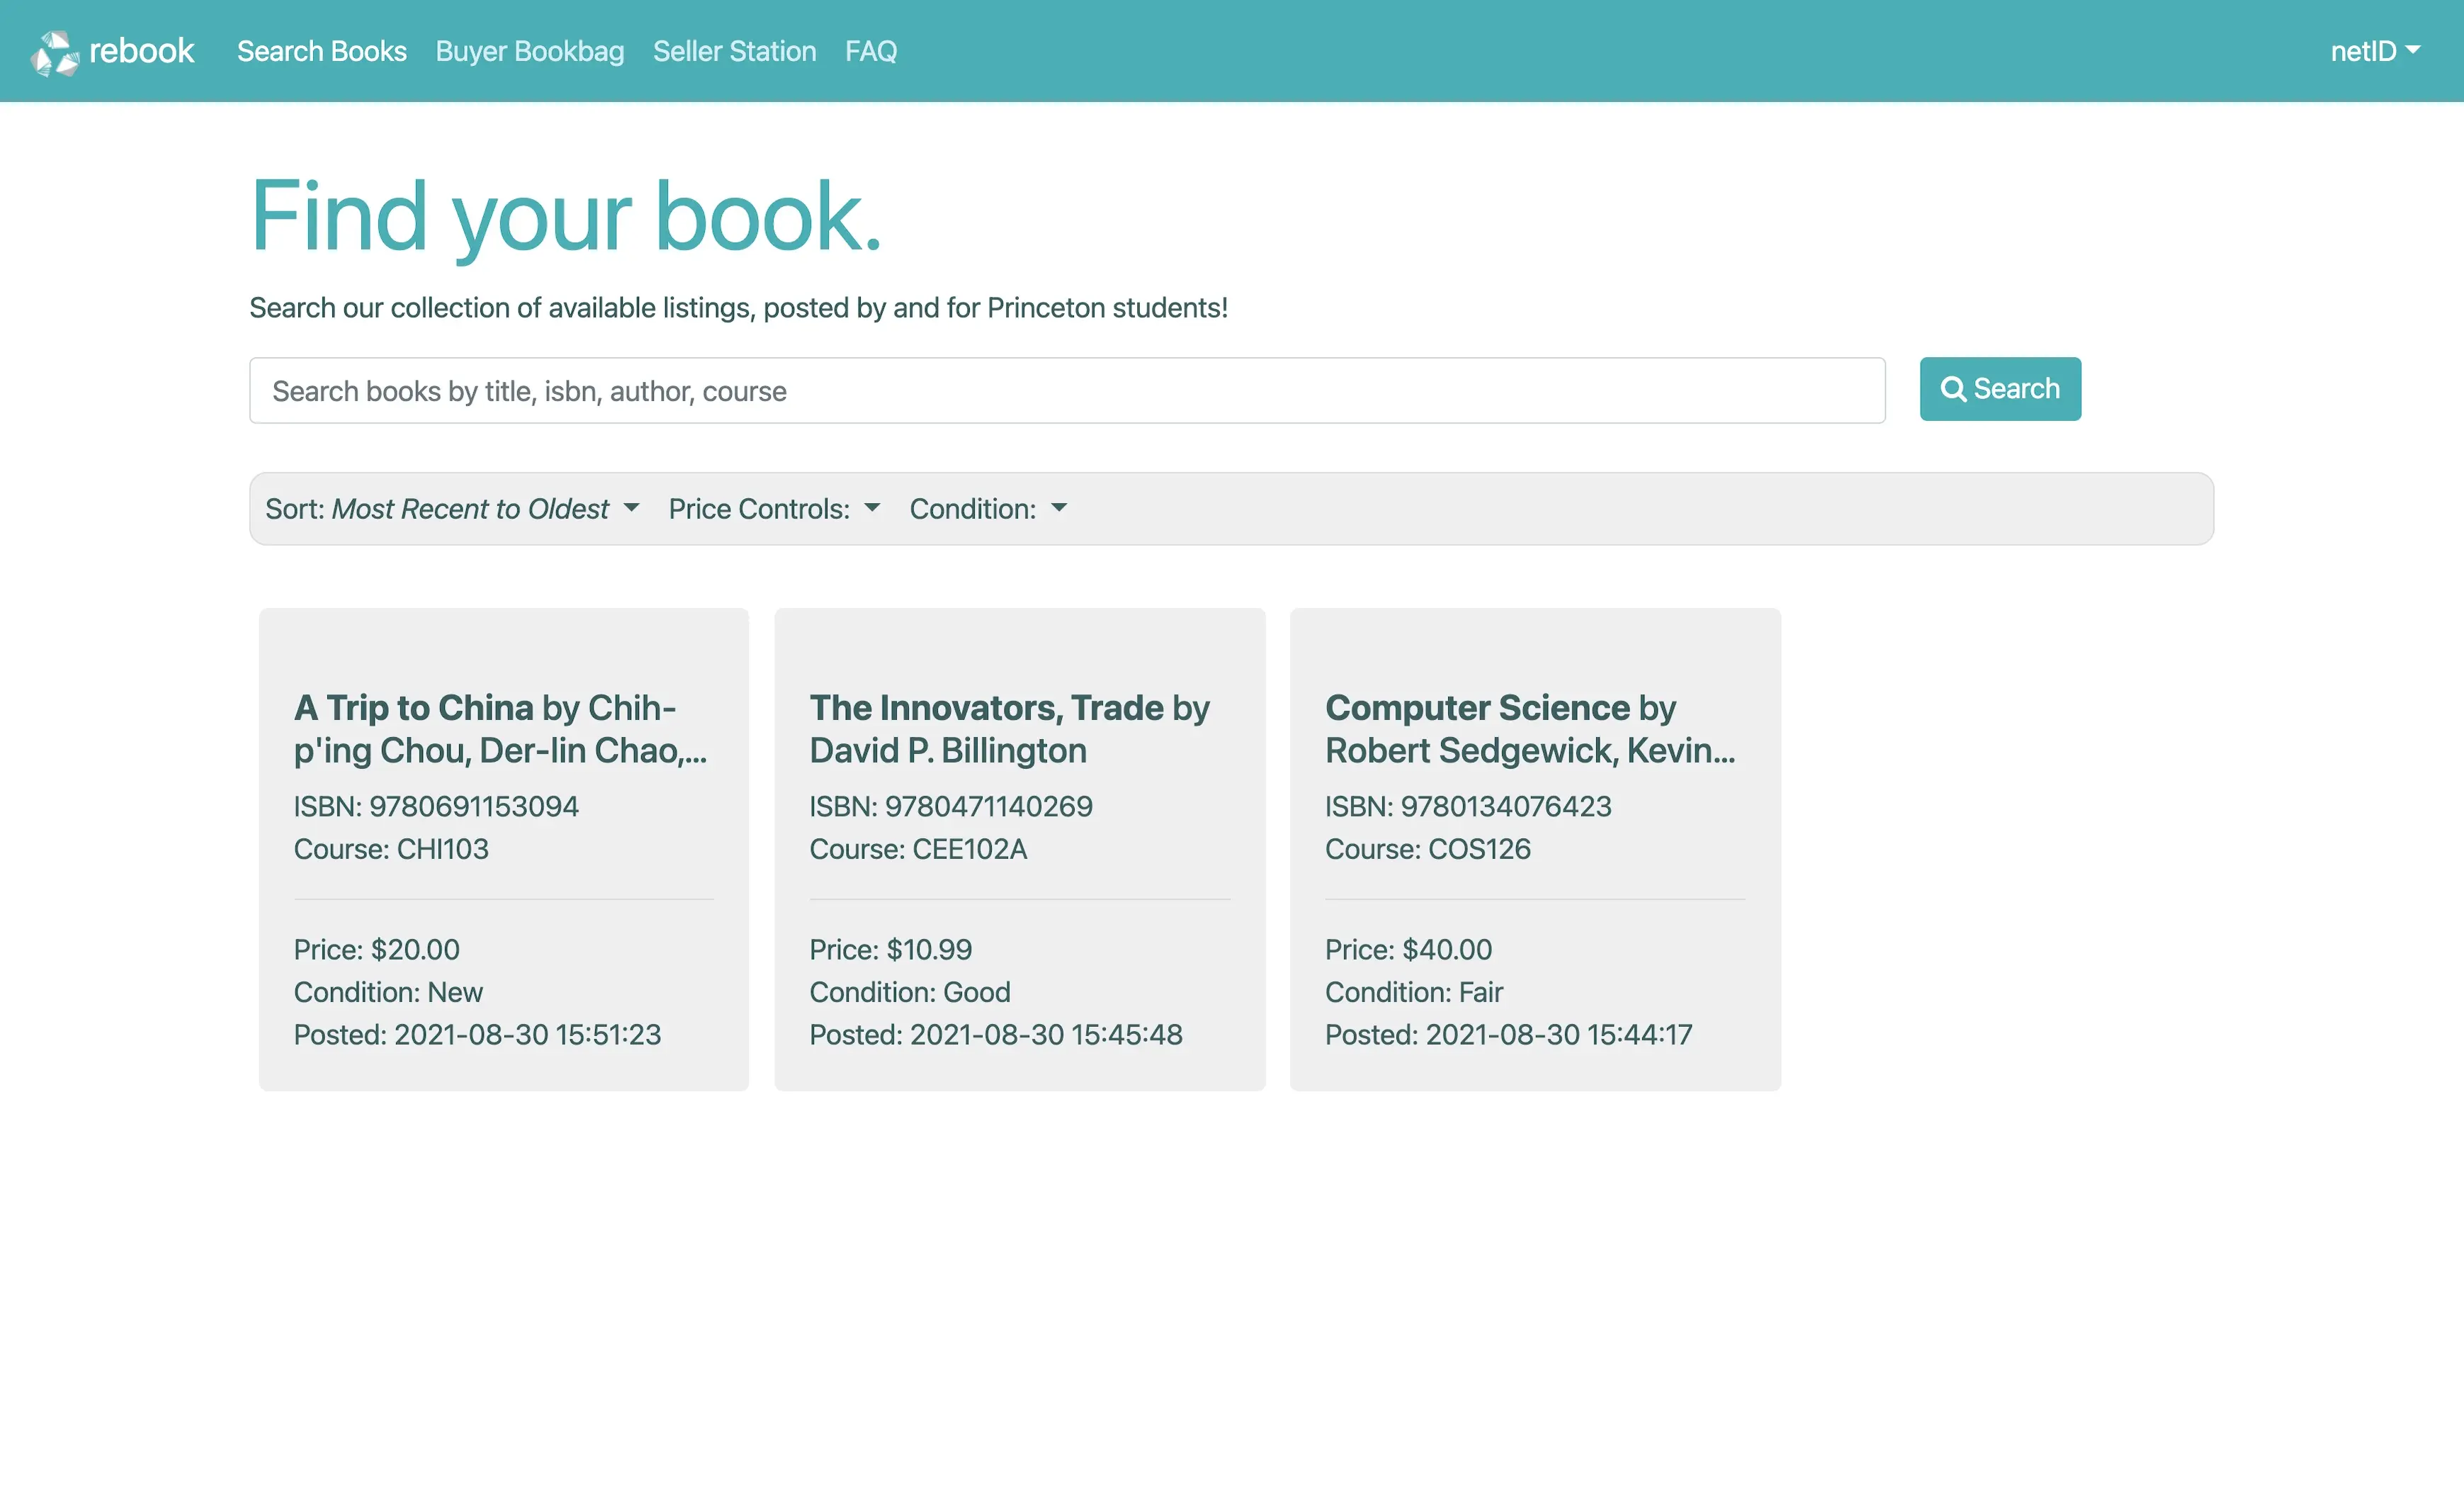 rebook Search Books Buyer Bookbag Seller Station FAQ netID
Find your book.
Search our collection of available listings, posted by and for Princeton students!
Search books by title, isbn, author, course
Search
Sort: Most Recent to Oldest Price Controls: Condition:
A Trip to China by Chih-
p'ing Chou, Der-lin Chao,...
ISBN: 9780691153094
Course: CHI103
Price: $20.00
Condition: New
Posted: 2021-08-30 15:51:23
The Innovators, Trade by
David P. Billington
ISBN: 9780471140269
Course: CEE102A
Price: $10.99
Condition: Good
Posted: 2021-08-30 15:45:48
Computer Science by
Robert Sedgewick, Kevin...
ISBN: 9780134076423
Course: COS126
Price: $40.00
Condition: Fair
Posted: 2021-08-30 15:44:17